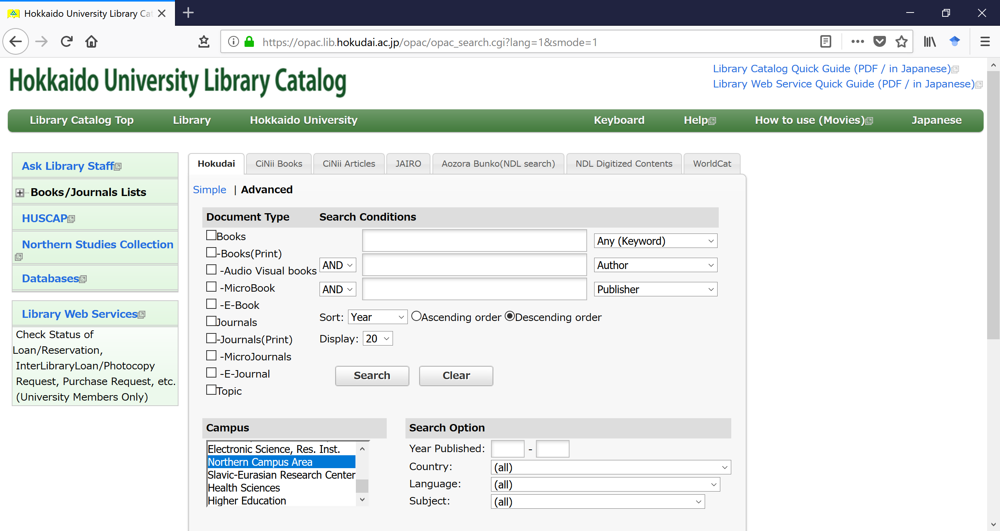 Hokkaido University Library Cat
https://opac.lib.hokudai.ac.jp/opac/opac_search.cgi?lang=1&smode=1
Hokkaido University Library Catalog
Library Catalog Quick Guide (PDF / in Japanese)
Library Web Service Quick Guide (PDF / in Japanese)
Library Catalog Top Library Hokkaido University Keyboard Help How to use (Movies) Japanese
Ask Library Staff
Books/Journals Lists
HUSCAP
Northern Studies Collection
Databases
Library Web Services
Check Status of
Loan/Reservation,
InterLibraryLoan/Photocopy
Request, Purchase Request, etc.
(University Members Only)
Hokudai CiNii Books CiNii Articles JAIRO Aozora Bunko(NDL search) NDL Digitized Contents WorldCat
Simple | Advanced
Document Type Search Conditions
Books
-Books(Print)
-Audio Visual books
-MicroBook
-E-Book
Journals
-Journals(Print)
-MicroJournals
-E-Journal
Topic
Any (Keyword)
AND Author
AND Publisher
Sort: Year Ascending order Descending order
Display: 20
Search Clear
Campus
Electronic Science, Res. Inst.
Northern Campus Area
Slavic-Eurasian Research Center
Health Sciences
Higher Education
Search Option
Year Published: -
Country: (all)
Language: (all)
Subject: (all)